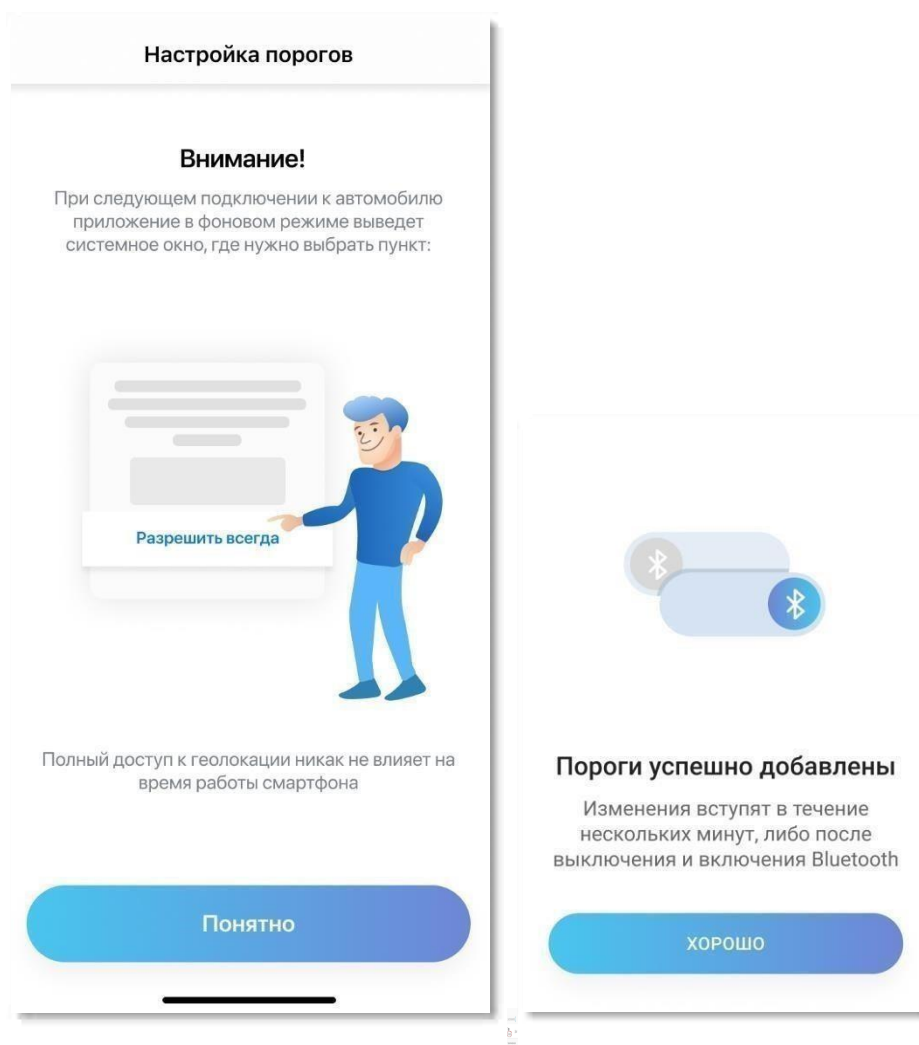 Настройка порогов
Внимание!
При следующем подключении к автомобилю
приложение в фоновом режиме выведет
системное окно, где нужно выбрать пункт:
Разрешить всегда
Полный доступ к геолокации никак не влияет на
время работы смартфона
Понятно
Пороги успешно добавлены
Изменения вступят в течение
нескольких минут, либо после
выключения и включения Bluetooth
ХОРОШО